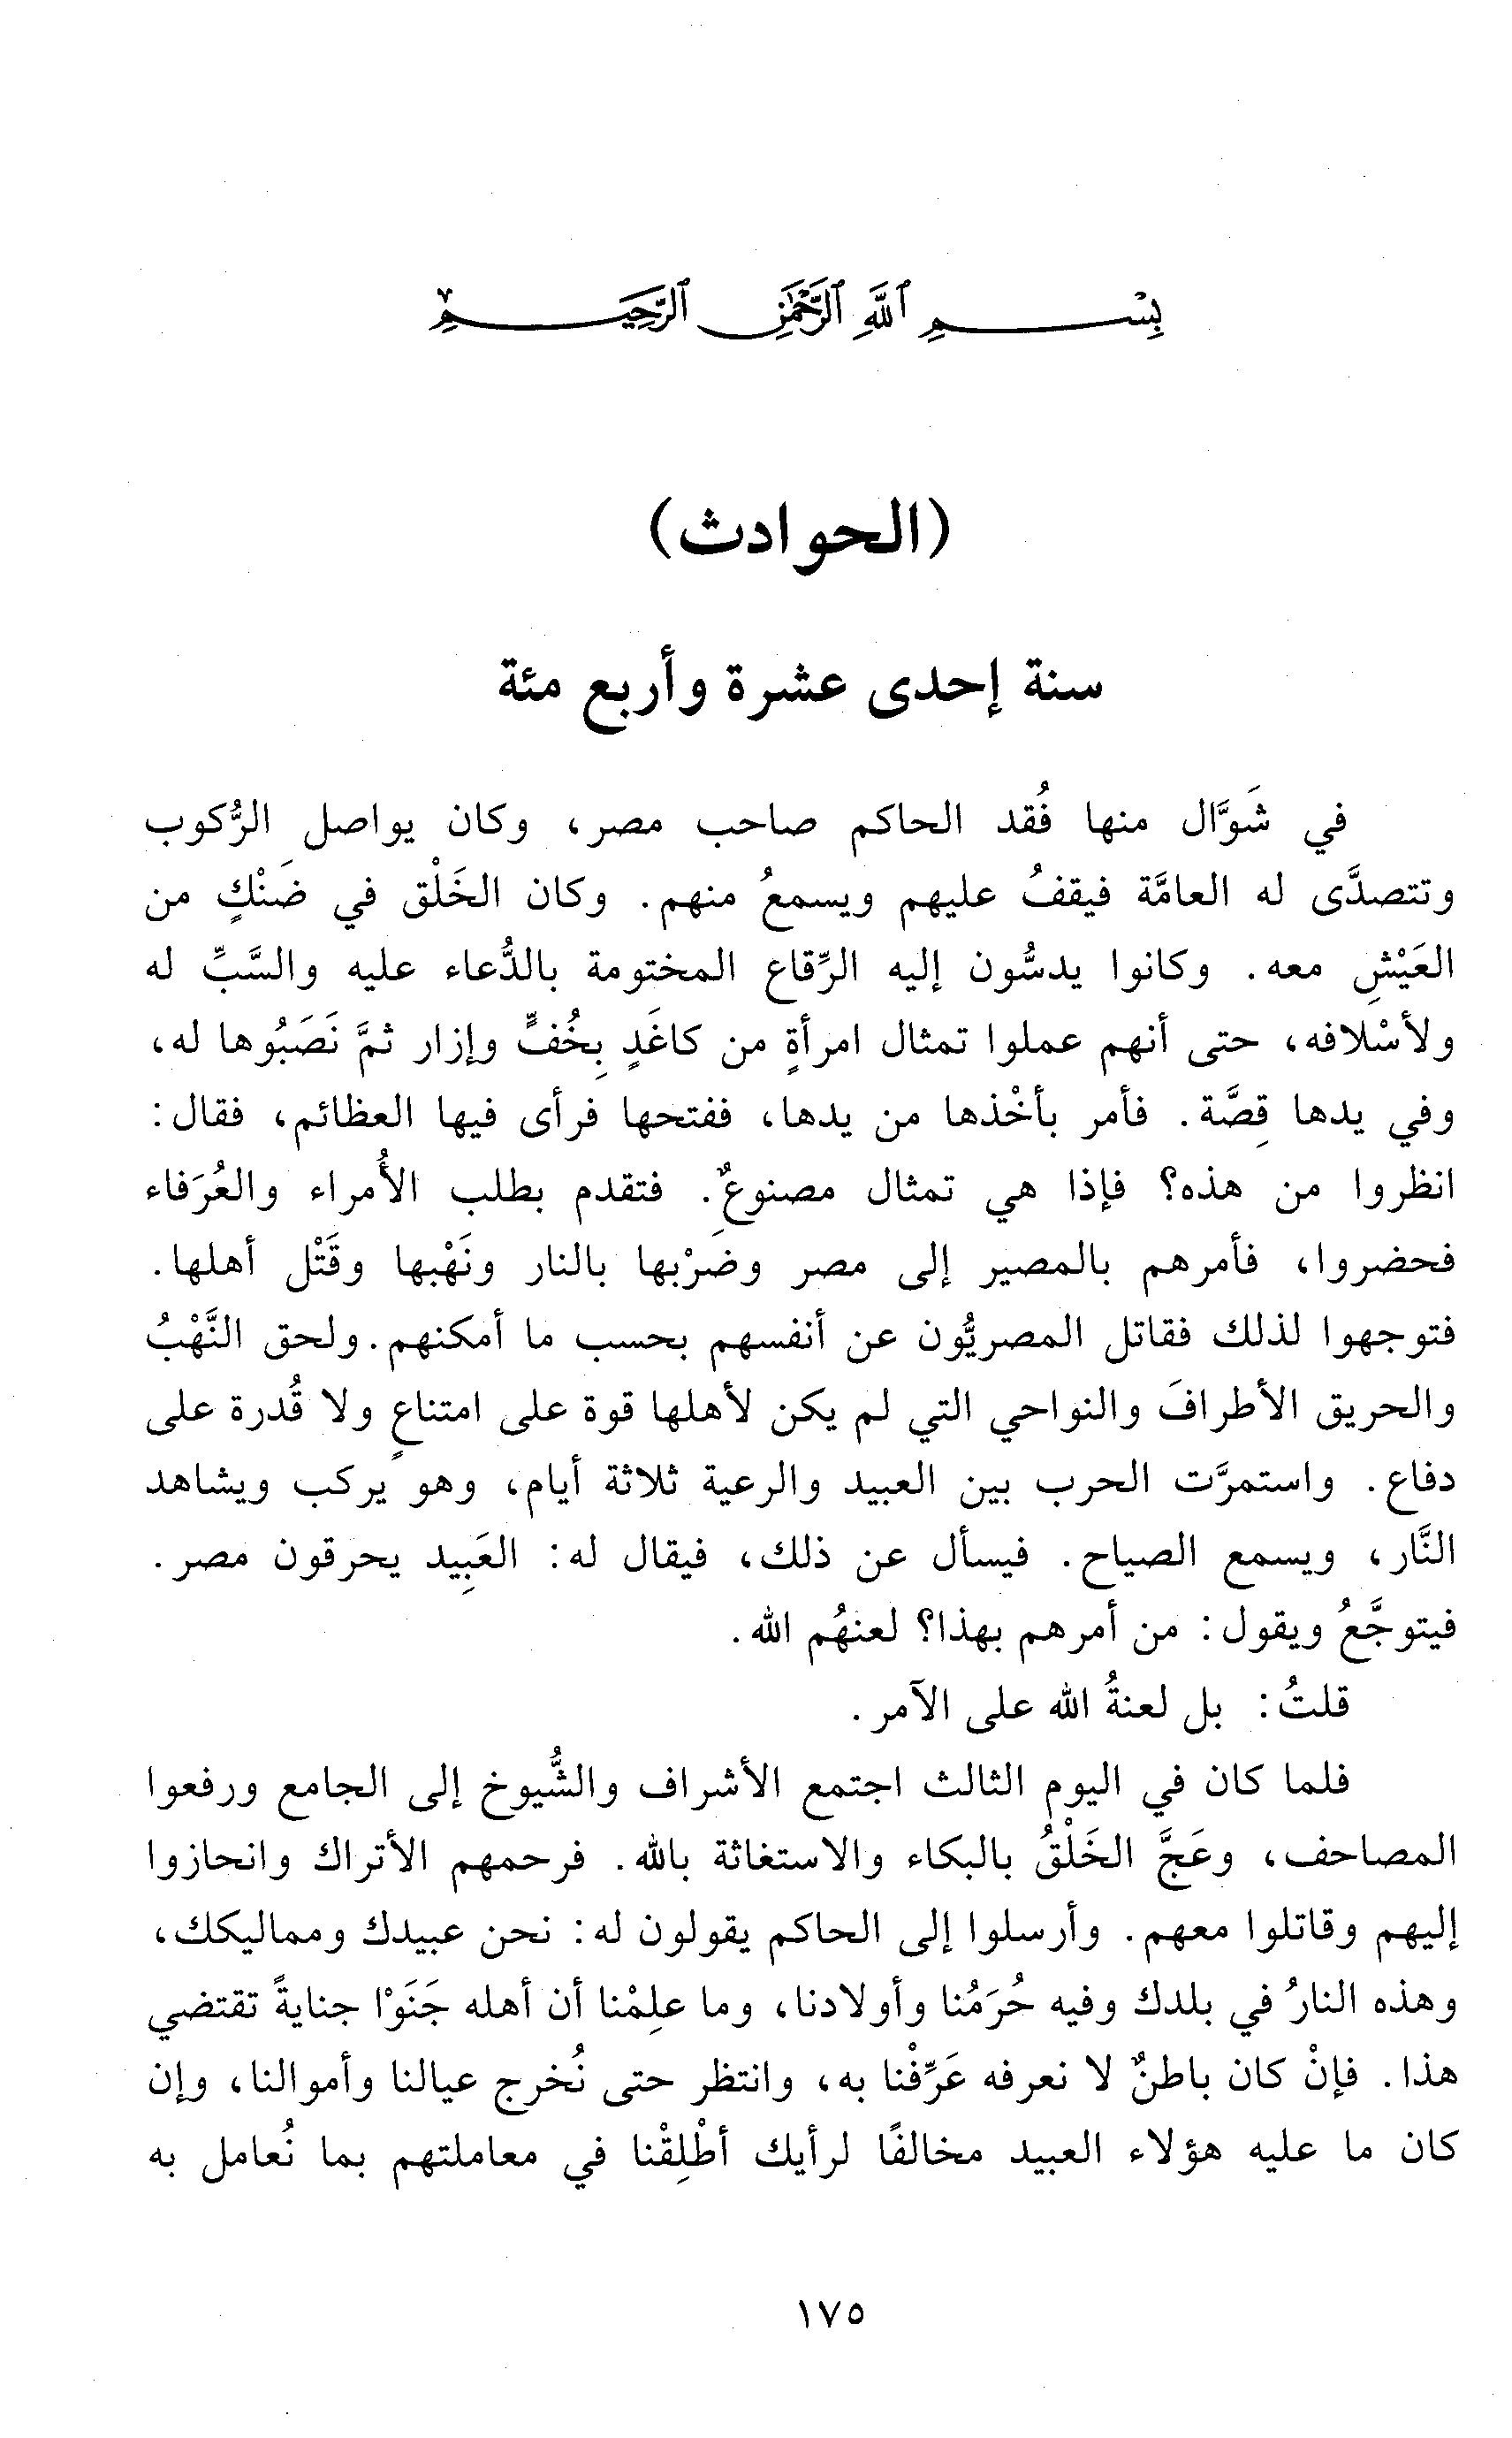 بِسْمِ ٱللَّهِ ٱلرَّحْمَٰنِ ٱلرَّحِيمِ
(الحوادث)
سنة إحدى عشرة وأربع مئة
في شَوَّال منها فُقد الحاكم صاحب مصر، وكان يواصل الرُّكوب
وتتصدَّى له العامَّة فيقفُ عليهم ويسمعُ منهم. وكان الخَلْق في ضَنْكٍ من
العَيْشِ معه. وكانوا يدسُّون إليه الرِّقاع المختومة بالدُّعاء عليه والسَّبِّ له
ولأسْلافه، حتى أنهم عملوا تمثال امرأةٍ من كاغَدٍ بِخُفٍّ وإزار ثمَّ نَصَبُوها له،
وفي يدها قِصَّة. فأمر بأخْذها من يدها، ففتحها فرأى فيها العظائم، فقال:
انظروا من هذه؟ فإذا هي تمثال مصنوعٌ. فتقدم بطلب الأُمراء والعُرَفاء
فحضروا، فأمرهم بالمصير إلى مصر وضَرْبها بالنار ونَهْبها وقَتْل أهلها.
فتوجهوا لذلك فقاتل المصريُّون عن أنفسهم بحسب ما أمكنهم. ولحق النَّهْبُ
والحريق الأطرافَ والنواحي التي لم يكن لأهلها قوة على امتناعٍ ولا قُدرة على
دفاع. واستمرَّت الحرب بين العبيد والرعية ثلاثة أيام، وهو يركب ويشاهد
النَّار، ويسمع الصياح. فيسأل عن ذلك، فيقال له: العَبِيد يحرقون مصر.
فيتوجَّعُ ويقول: من أمرهم بهذا؟ لعنهُم الله.
قلتُ: بل لعنةُ الله على الآمر.
فلما كان في اليوم الثالث اجتمع الأشراف والشُّيوخ إلى الجامع ورفعوا
المصاحف، وعَجَّ الخَلْقُ بالبكاء والاستغاثة بالله. فرحمهم الأتراك وانحازوا
إليهم وقاتلوا معهم. وأرسلوا إلى الحاكم يقولون له: نحن عبيدك ومماليكك،
وهذه النارُ في بلدك وفيه حُرَمُنا وأولادنا، وما علِمْنا أن أهله جَنَوْا جنايةً تقتضي
هذا. فإنْ كان باطنٌ لا نعرفه عَرِّفْنا به، وانتظر حتى نُخرج عيالنا وأموالنا، وإن
كان ما عليه هؤلاء العبيد مخالفًا لرأيك أطْلِقْنا في معاملتهم بما نُعامل به
١٧٥